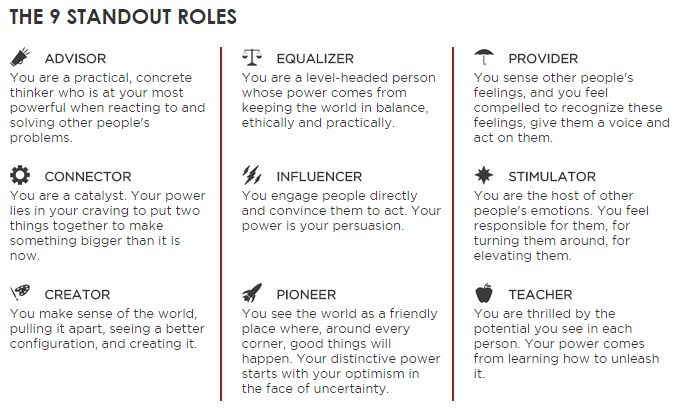 THE 9 STANDOUT ROLES
ADVISOR
You are a practical, concrete
thinker who is at your most
powerful when reacting to and
solving other people's
problems.
CONNECTOR
You are a catalyst. Your power
lies in your craving to put two
things together to make
something bigger than it is
now.
CREATOR
You make sense of the world,
pulling it apart, seeing a better
configuration, and creating it.
EQUALIZER
You are a level-headed person
whose power comes from
keeping the world in balance,
ethically and practically.
INFLUENCER
You engage people directly
and convince them to act. Your
power is your persuasion.
PIONEER
You see the world as a friendly
place where, around every
corner, good things will
happen. Your distinctive power
starts with your optimism in
the face of uncertainty.
PROVIDER
You sense other people's
feelings, and you feel
compelled to recognize these
feelings, give them a voice and
act on them.
STIMULATOR
You are the host of other
people's emotions. You feel
responsible for them, for
turning them around, for
elevating them.
TEACHER
You are thrilled by the
potential you see in each
person. Your power comes
from learning how to unleash
it.